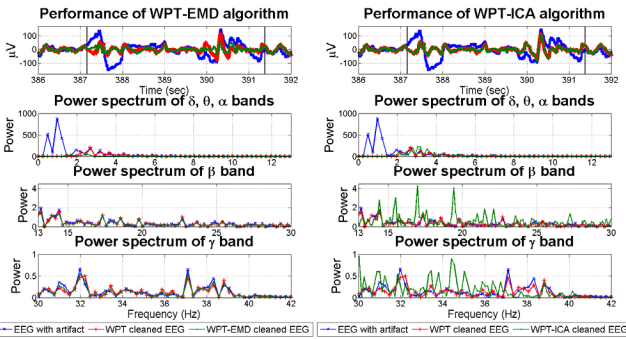 Performance of WPT-EMD algorithm
100
0
-100
μV
386 387 388 389 390 391 392
Time (sec)
Power spectrum of δ, θ, α bands
1000
500
0
Power
0 2 4 6 8 10 12
Power spectrum of β band
4
2
0
Power
13 15 20 25 30
Power spectrum of γ band
1
0.5
0
Power
30 32 34 36 38 40 42
Frequency (Hz)
EEG with artifact WPT cleaned EEG WPT-EMD cleaned EEG
Performance of WPT-ICA algorithm
100
0
-100
μV
386 387 388 389 390 391 392
Time (sec)
Power spectrum of δ, θ, α bands
1000
500
0
Power
0 2 4 6 8 10 12
Power spectrum of β band
4
2
0
Power
13 15 20 25 30
Power spectrum of γ band
1
0.5
0
Power
30 32 34 36 38 40 42
Frequency (Hz)
EEG with artifact WPT cleaned EEG WPT-ICA cleaned EEG